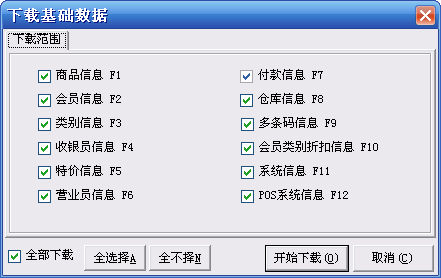 下载基础数据
下载范围
商品信息 F1
会员信息 F2
类别信息 F3
收银员信息 F4
特价信息 F5
营业员信息 F6
付款信息 F7
仓库信息 F8
多条码信息 F9
会员类别折扣信息 F10
系统信息 F11
POS系统信息 F12
全部下载 全选择A 全不择N 开始下载(O) 取消(C)